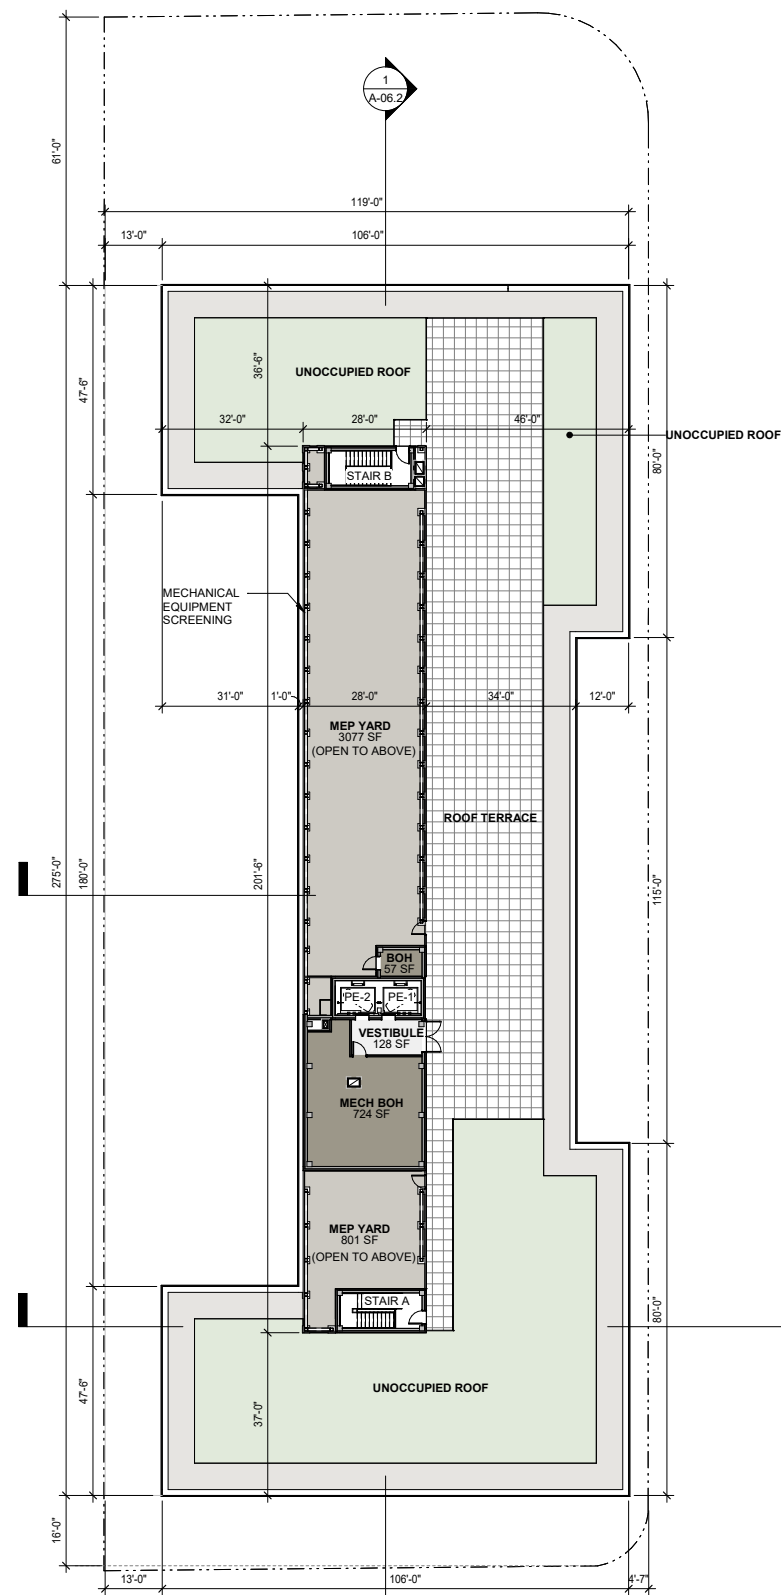 1
A-06.2
61'-0"
119'-0"
13'-0"
106'-0"
47'-6"
36'-6"
UNOCCUPIED ROOF
32'-0"
28'-0"
46'-0"
UNOCCUPIED ROOF
80'-0"
STAIR B
MECHANICAL
EQUIPMENT
SCREENING
31'-0"
1'-0"
28'-0"
34'-0"
12'-0"
MEP YARD
3077 SF
(OPEN TO ABOVE)
ROOF TERRACE
275'-0"
180'-0"
201'-6"
115'-0"
BOH
57 SF
PE-2
PE-1
VESTIBULE
128 SF
MECH BOH
724 SF
MEP YARD
801 SF
(OPEN TO ABOVE)
STAIR A
80'-0"
UNOCCUPIED ROOF
47'-6"
37'-0"
16'-0"
13'-0"
106'-0"
4'-7"